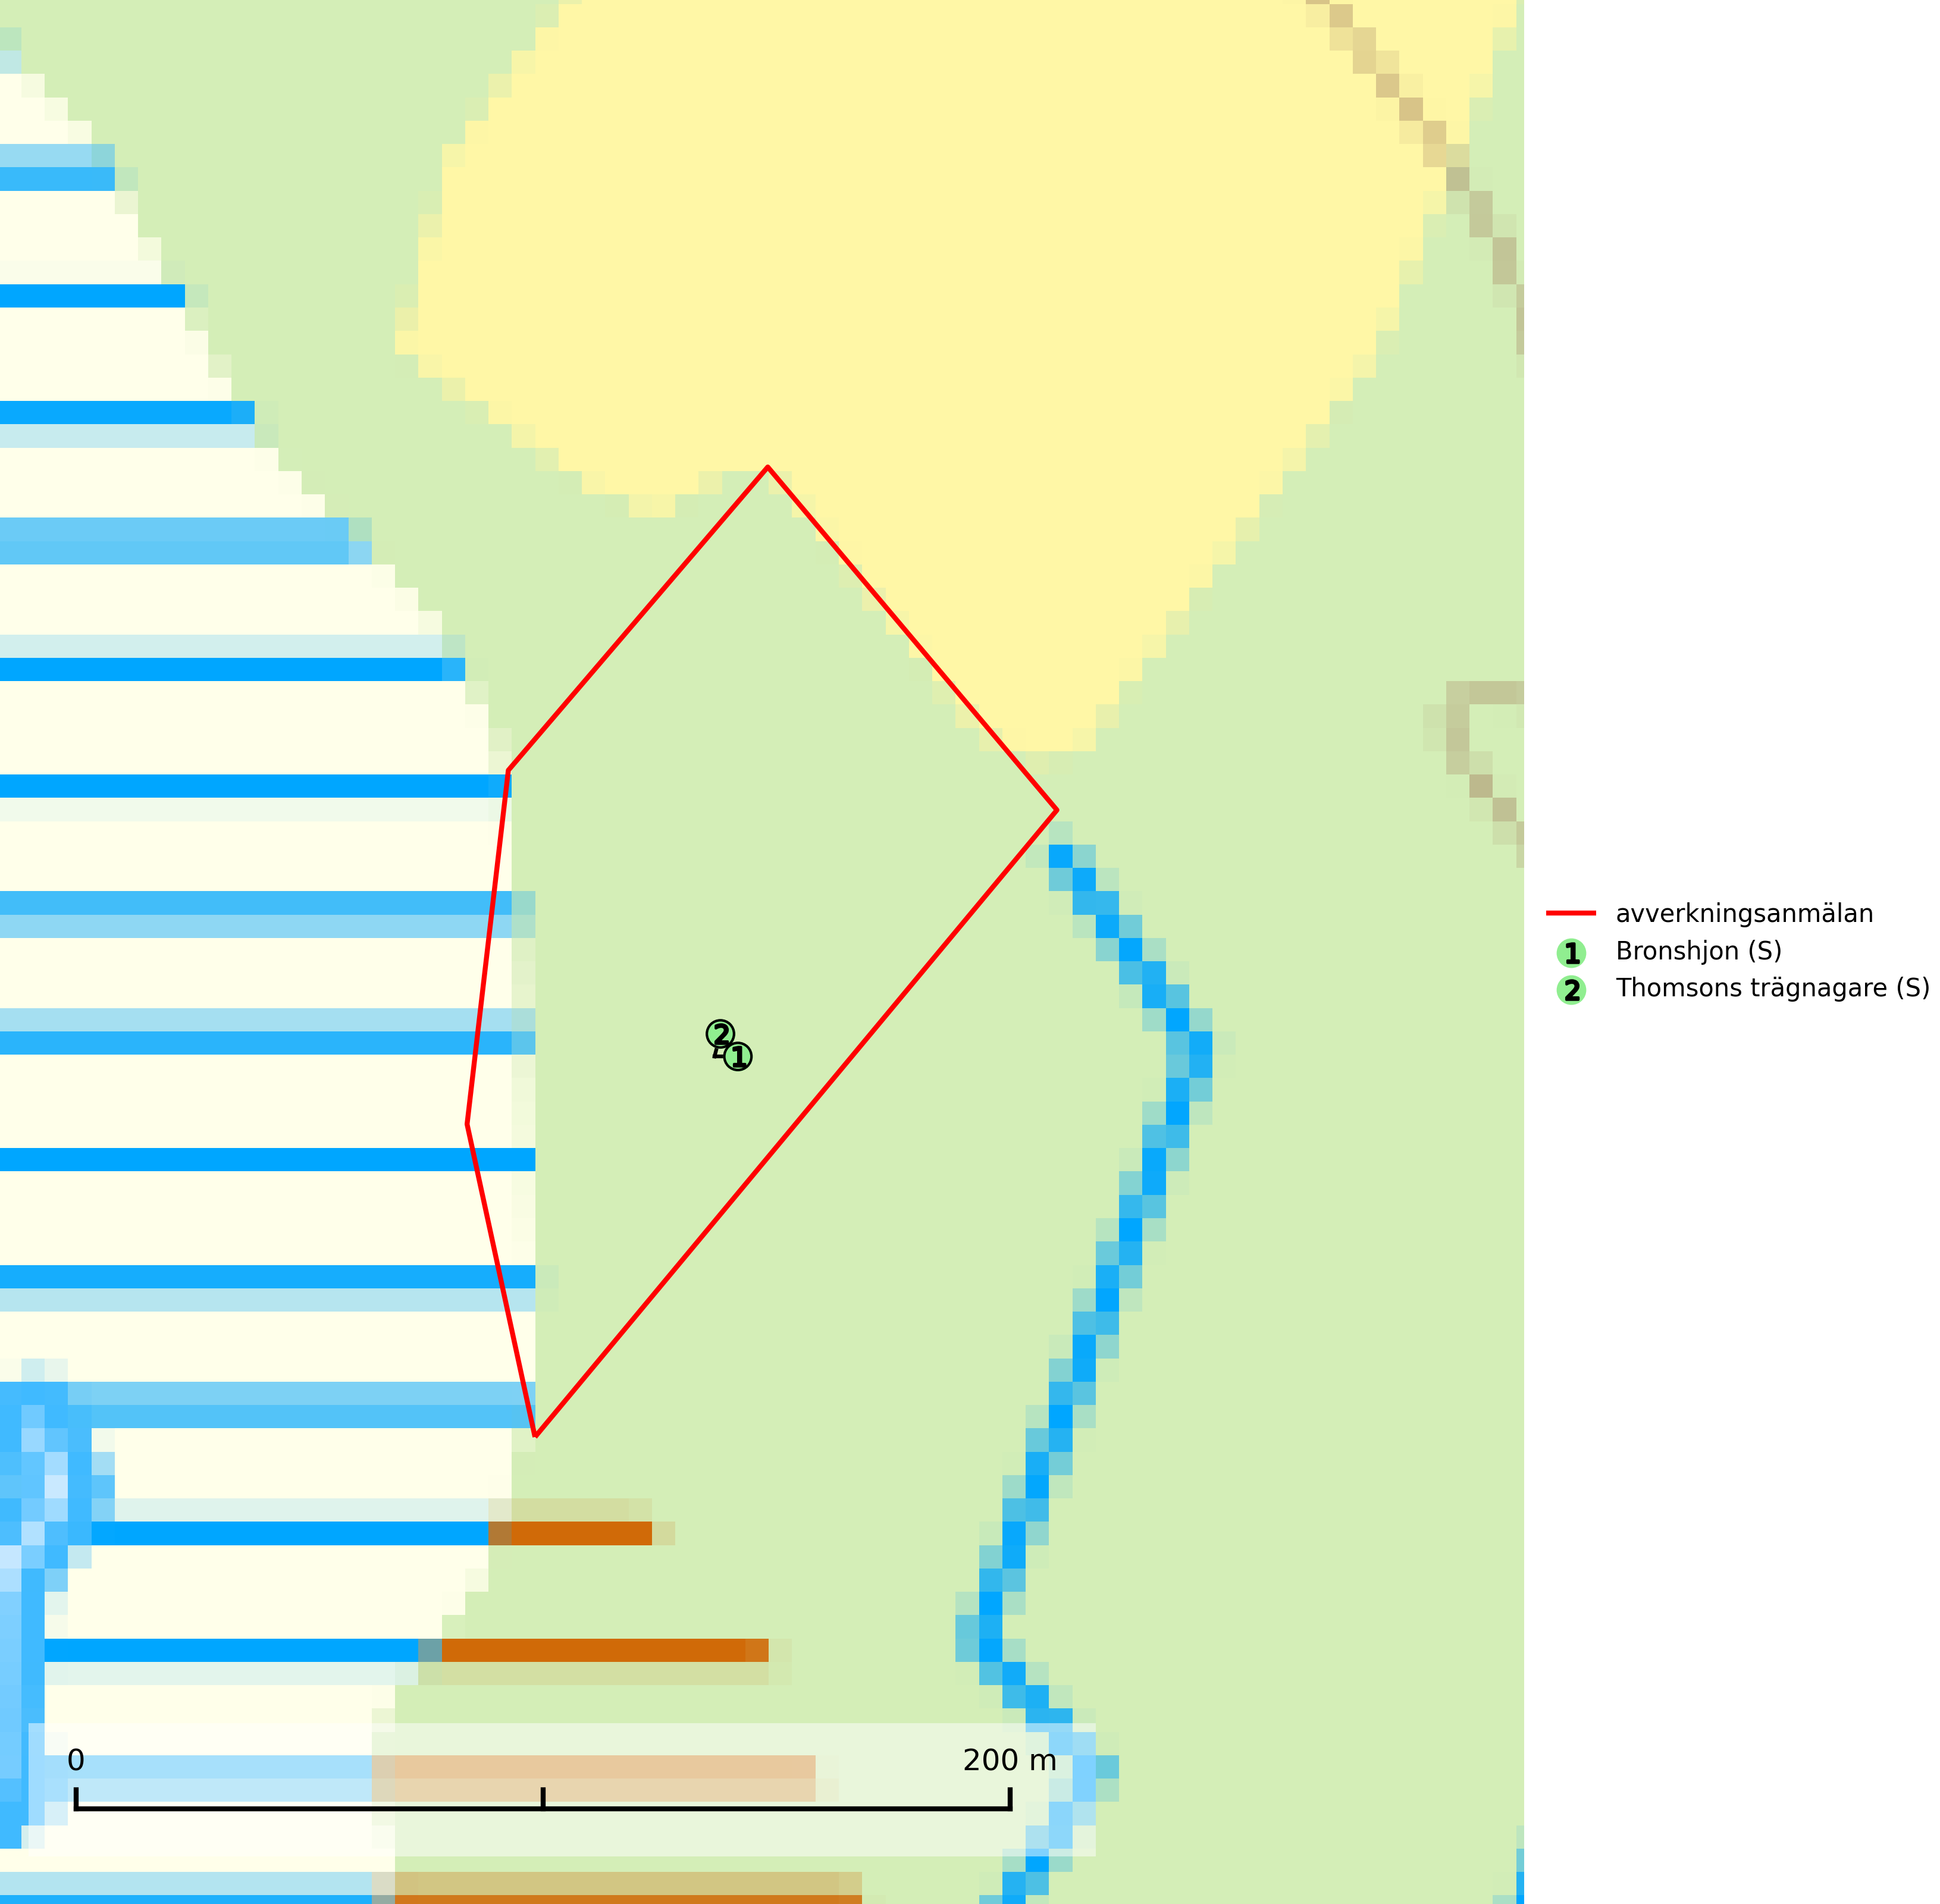 avverkningsanmälan
1 Bronshjon (S)
2 Thomsons trägnagare (S)
2
1
0 200 m